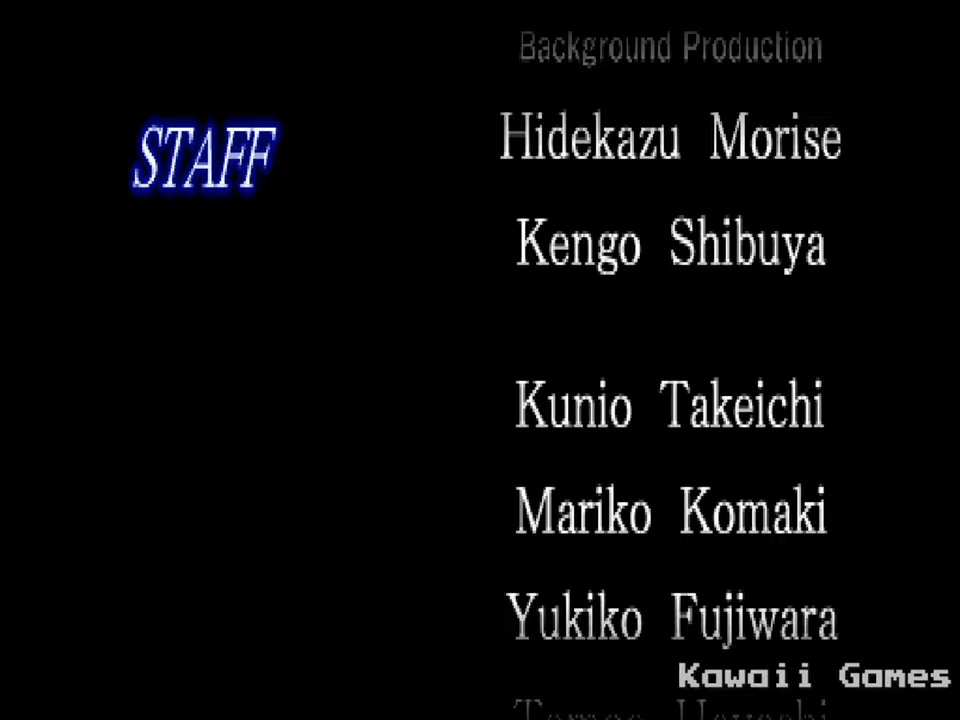 Background Production
STAFF
Hidekazu Morise
Kengo Shibuya
Kunio Takeichi
Mariko Komaki
Yukiko Fujiwara
Kawaii Games